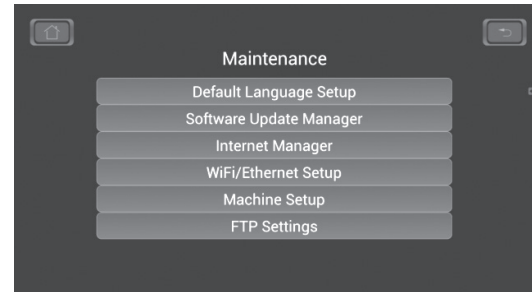 Maintenance
Default Language Setup
Software Update Manager
Internet Manager
WiFi/Ethernet Setup
Machine Setup
FTP Settings